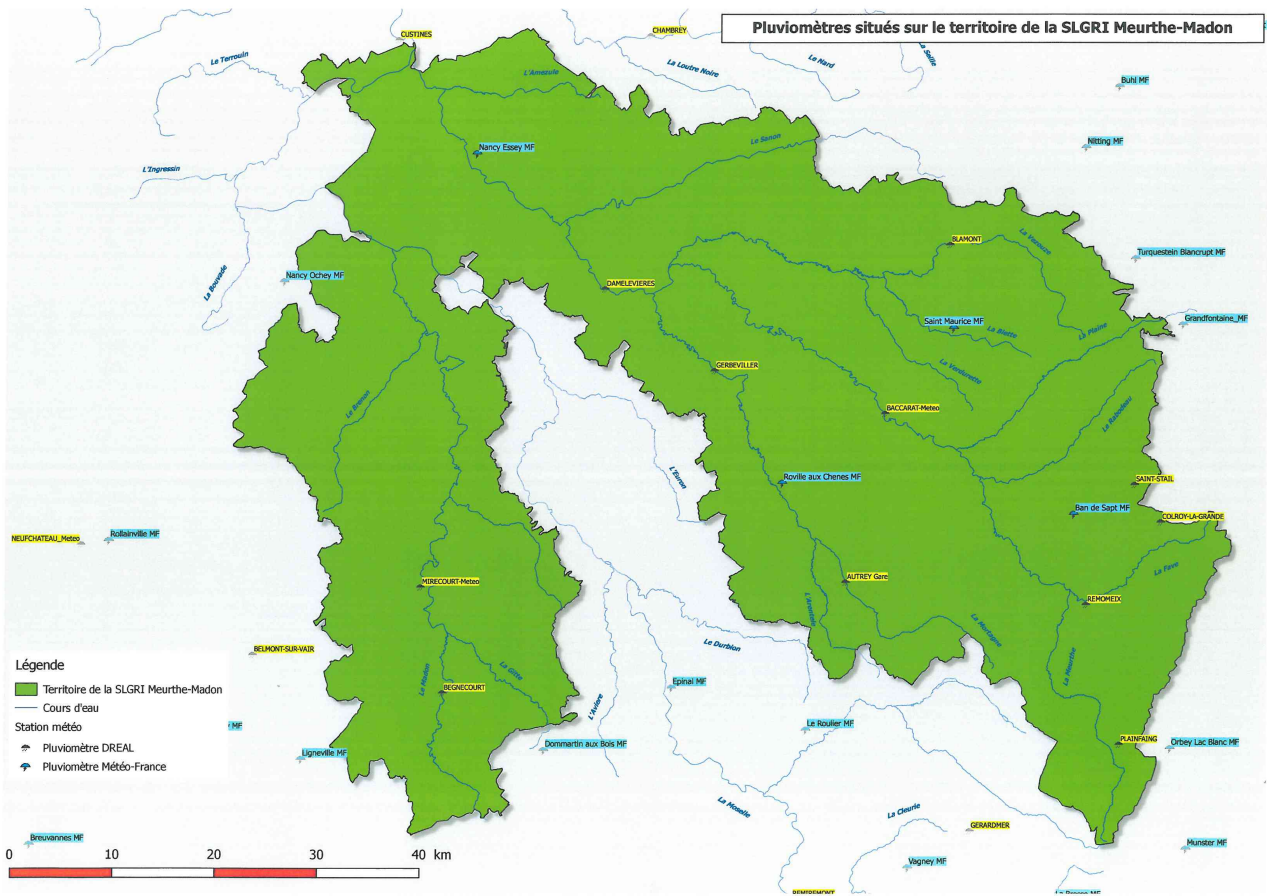 Pluviomètres situés sur le territoire de la SLGRI Meurthe-Madon
CUSTINES
CHAMBREY
La Seille
Le Terrouin
La Loutre Noire
Le Nard
L'Amezule
Buhl MF
Nancy Essey MF
Le Sanon
Nitting MF
L'Ingressin
BLAMONT
La Vezouze
Turquestein Blancrupt MF
Nancy Ochey MF
La Bouvade
DAMELEVIERES
Saint Maurice MF
La Blette
La Plaine
Grandfontaine_MF
GERBEVILLER
La Verdurette
Le Brenon
BACCARAT-Meteo
Le Rabodeau
L'Euron
Roville aux Chenes MF
SAINT-STAIL
Ban de Sapt MF
COLROY-LA-GRANDE
NEUFCHATEAU_Meteo
Rollainville MF
La Fave
MIRECOURT-Meteo
AUTREY Gare
L'Arentele
REMOMEIX
La Mortagne
Le Durbion
BELMONT-SUR-VAIR
La Gitte
Le Madon
La Meurthe
BEGNECOURT
Epinal MF
L'Aviere
Légende
Territoire de la SLGRI Meurthe-Madon
Cours d'eau
Station météo
Pluviomètre DREAL
Pluviomètre Météo-France
MF
Ligneville MF
Dommartin aux Bois MF
Le Roulier MF
PLAINFAING
Orbey Lac Blanc MF
La Moselle
La Cleurie
GERARDMER
Breuvannes MF
Munster MF
Vagney MF
REMIREMONT
La Bresse MF
0 10 20 30 40 km